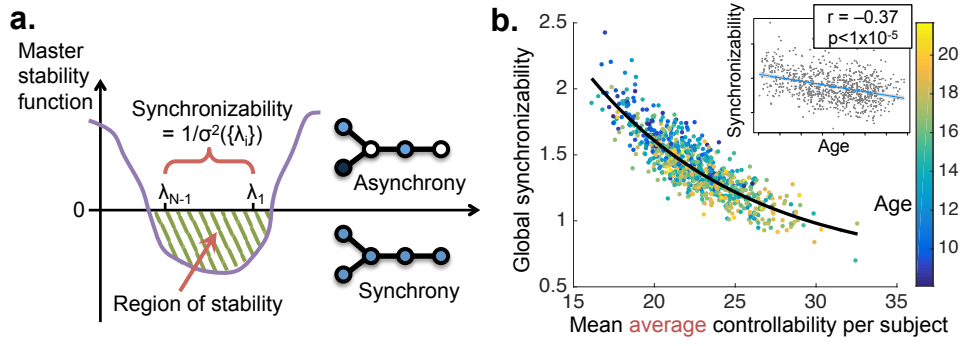 a.
Master
stability
function
Synchronizability
= 1/σ²({λᵢ})
λN-1
λ1
0
Region of stability
Asynchrony
Synchrony
b.
Global synchronizability
2.5
2
1.5
1
0.5
15
20
25
30
35
Mean average controllability per subject
Synchronizability
Age
r = –0.37
p<1x10⁻⁵
Age
20
18
16
14
12
10